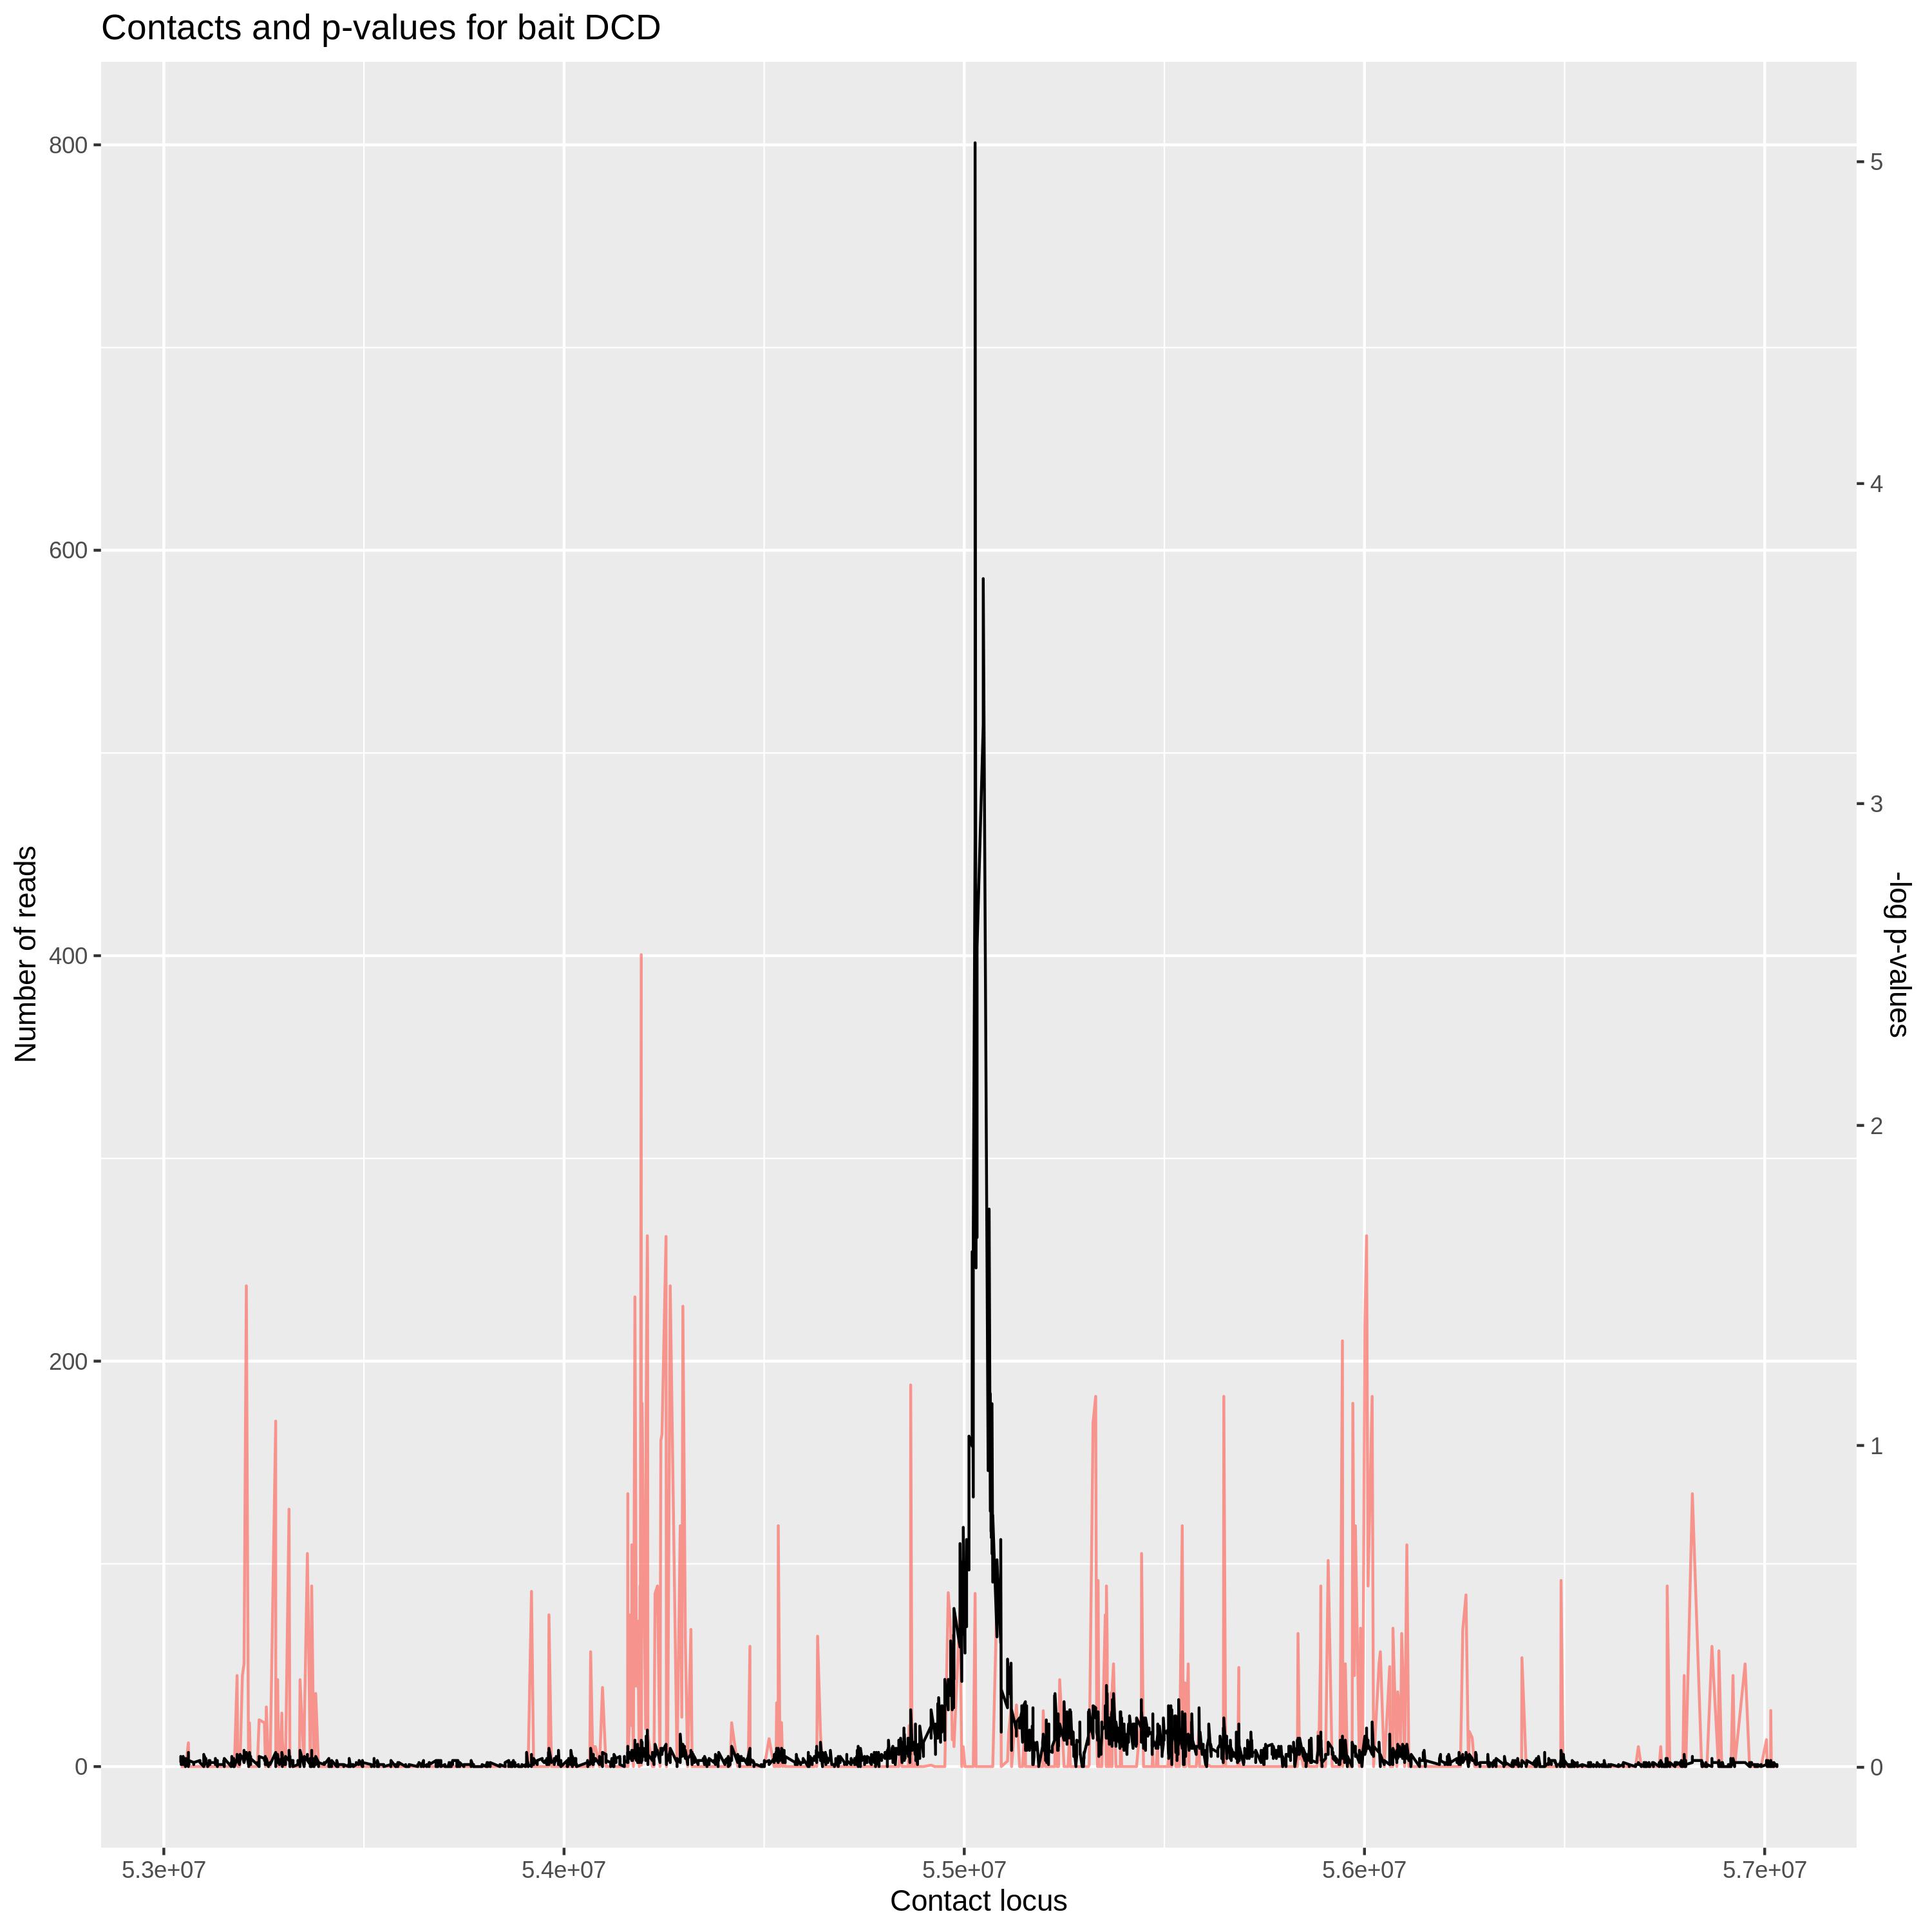 Contacts and p-values for bait DCD
800
600
400
200
0
Number of reads
5
4
3
2
1
0
-log p-values
5.3e+07
5.4e+07
5.5e+07
5.6e+07
5.7e+07
Contact locus